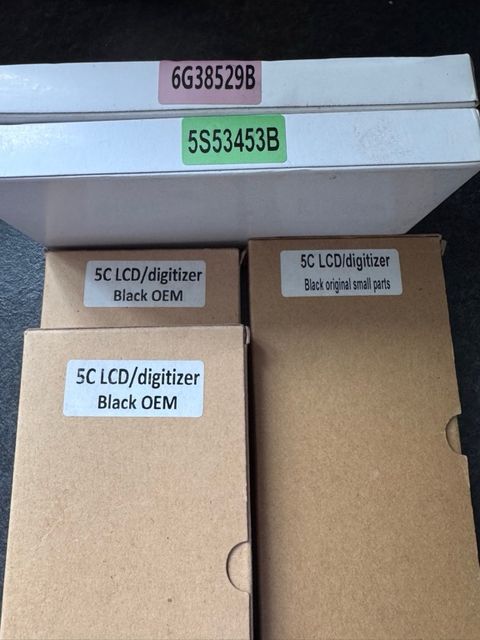 6G38529B
5S53453B
5C LCD/digitizer
Black OEM
5C LCD/digitizer
Black original small parts
5C LCD/digitizer
Black OEM